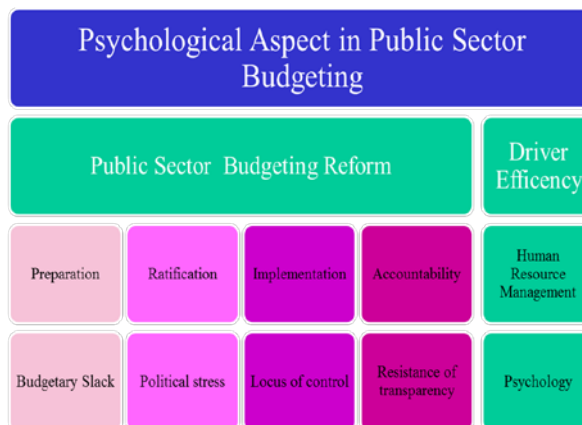 Psychological Aspect in Public Sector
Budgeting
Public Sector Budgeting Reform
Driver
Efficency
Preparation
Ratification
Implementation
Accountability
Human
Resource
Management
Budgetary Slack
Political stress
Locus of control
Resistance of
transparency
Psychology